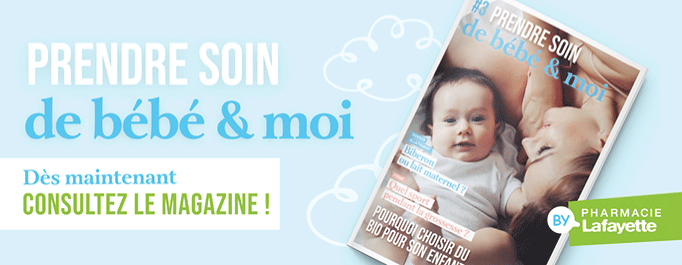 PRENDRE SOIN
de bébé & moi
Dès maintenant
CONSULTEZ LE MAGAZINE !
#3 PRENDRE SOIN
de bébé & moi
Biberon
ou lait maternel ?
Quel sport
pendant la grossesse ?
POURQUOI CHOISIR DU
BIO POUR SON ENFANT
BY
PHARMACIE
Lafayette